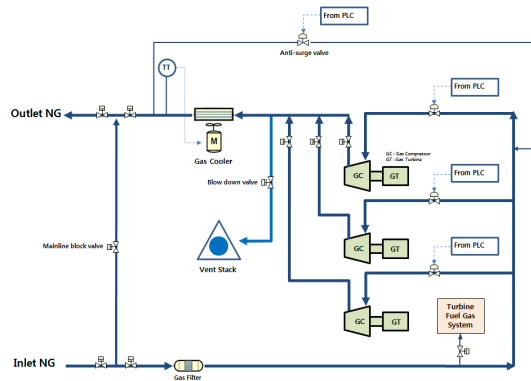 From PLC
Anti-surge valve
TT
Outlet NG
From PLC
M
Gas Cooler
GC : Gas Compressor
GT : Gas Turbine
GC
GT
Blow down valve
From PLC
Mainline block valve
Vent Stack
GC
GT
From PLC
Turbine
Fuel Gas
System
GC
GT
Inlet NG
Gas Filter